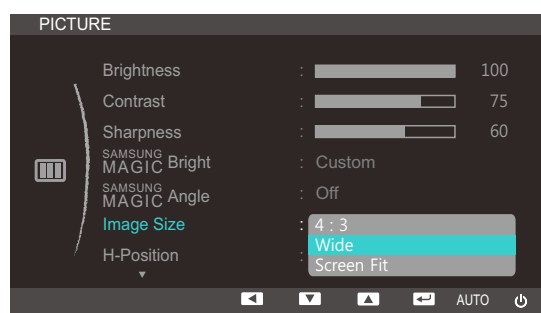 PICTURE
Brightness : 100
Contrast : 75
Sharpness : 60
SAMSUNG MAGIC Bright : Custom
SAMSUNG MAGIC Angle : Off
Image Size : 4 : 3
Wide
H-Position : Screen Fit
AUTO